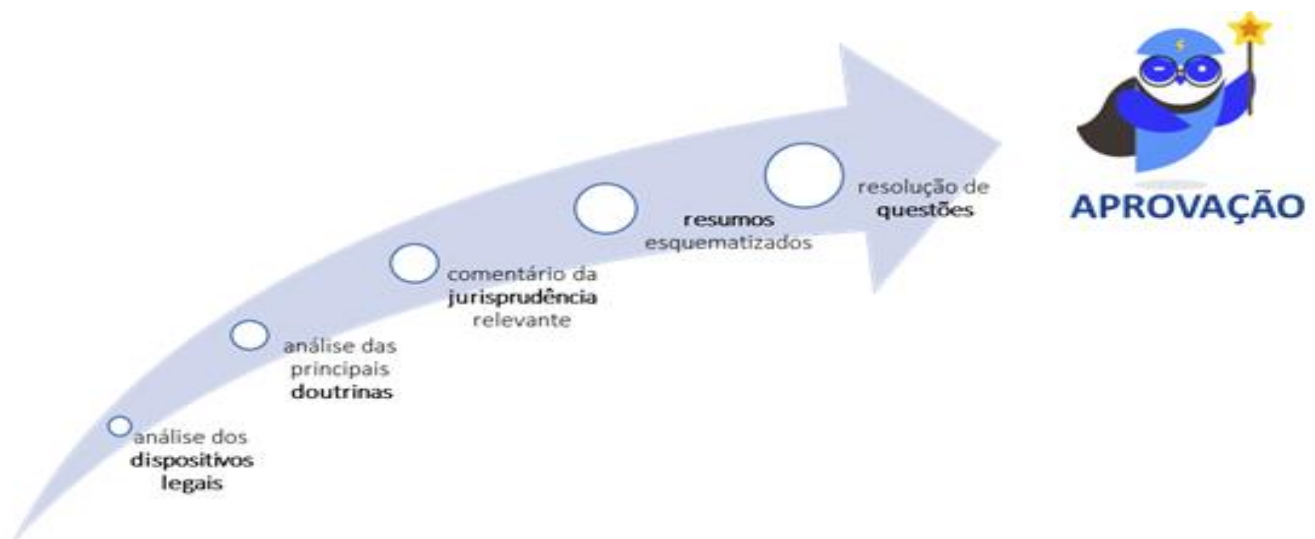 análise dos
dispositivos
legais
análise das
principais
doutrinas
comentário da
jurisprudência
relevante
resumos
esquematizados
resolução de
questões
APROVAÇÃO